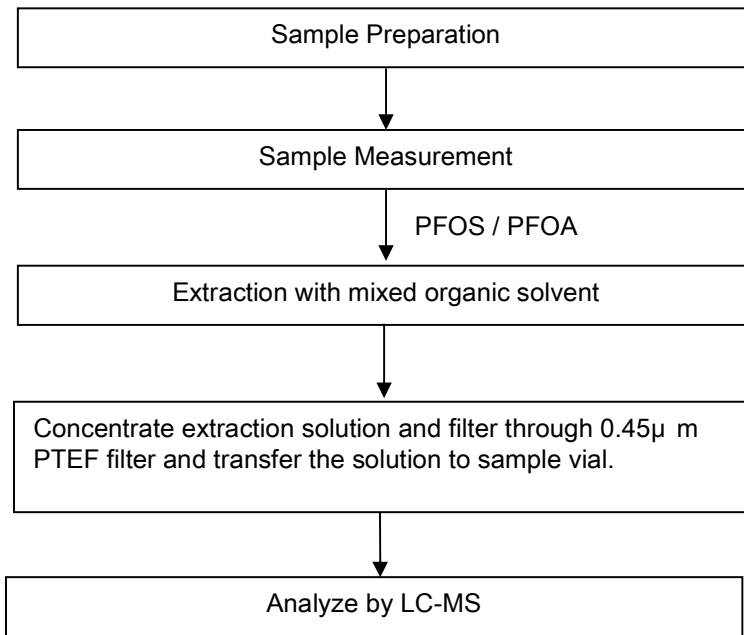 Sample Preparation
Sample Measurement
PFOS / PFOA
Extraction with mixed organic solvent
Concentrate extraction solution and filter through 0.45µ m
PTEF filter and transfer the solution to sample vial.
Analyze by LC-MS